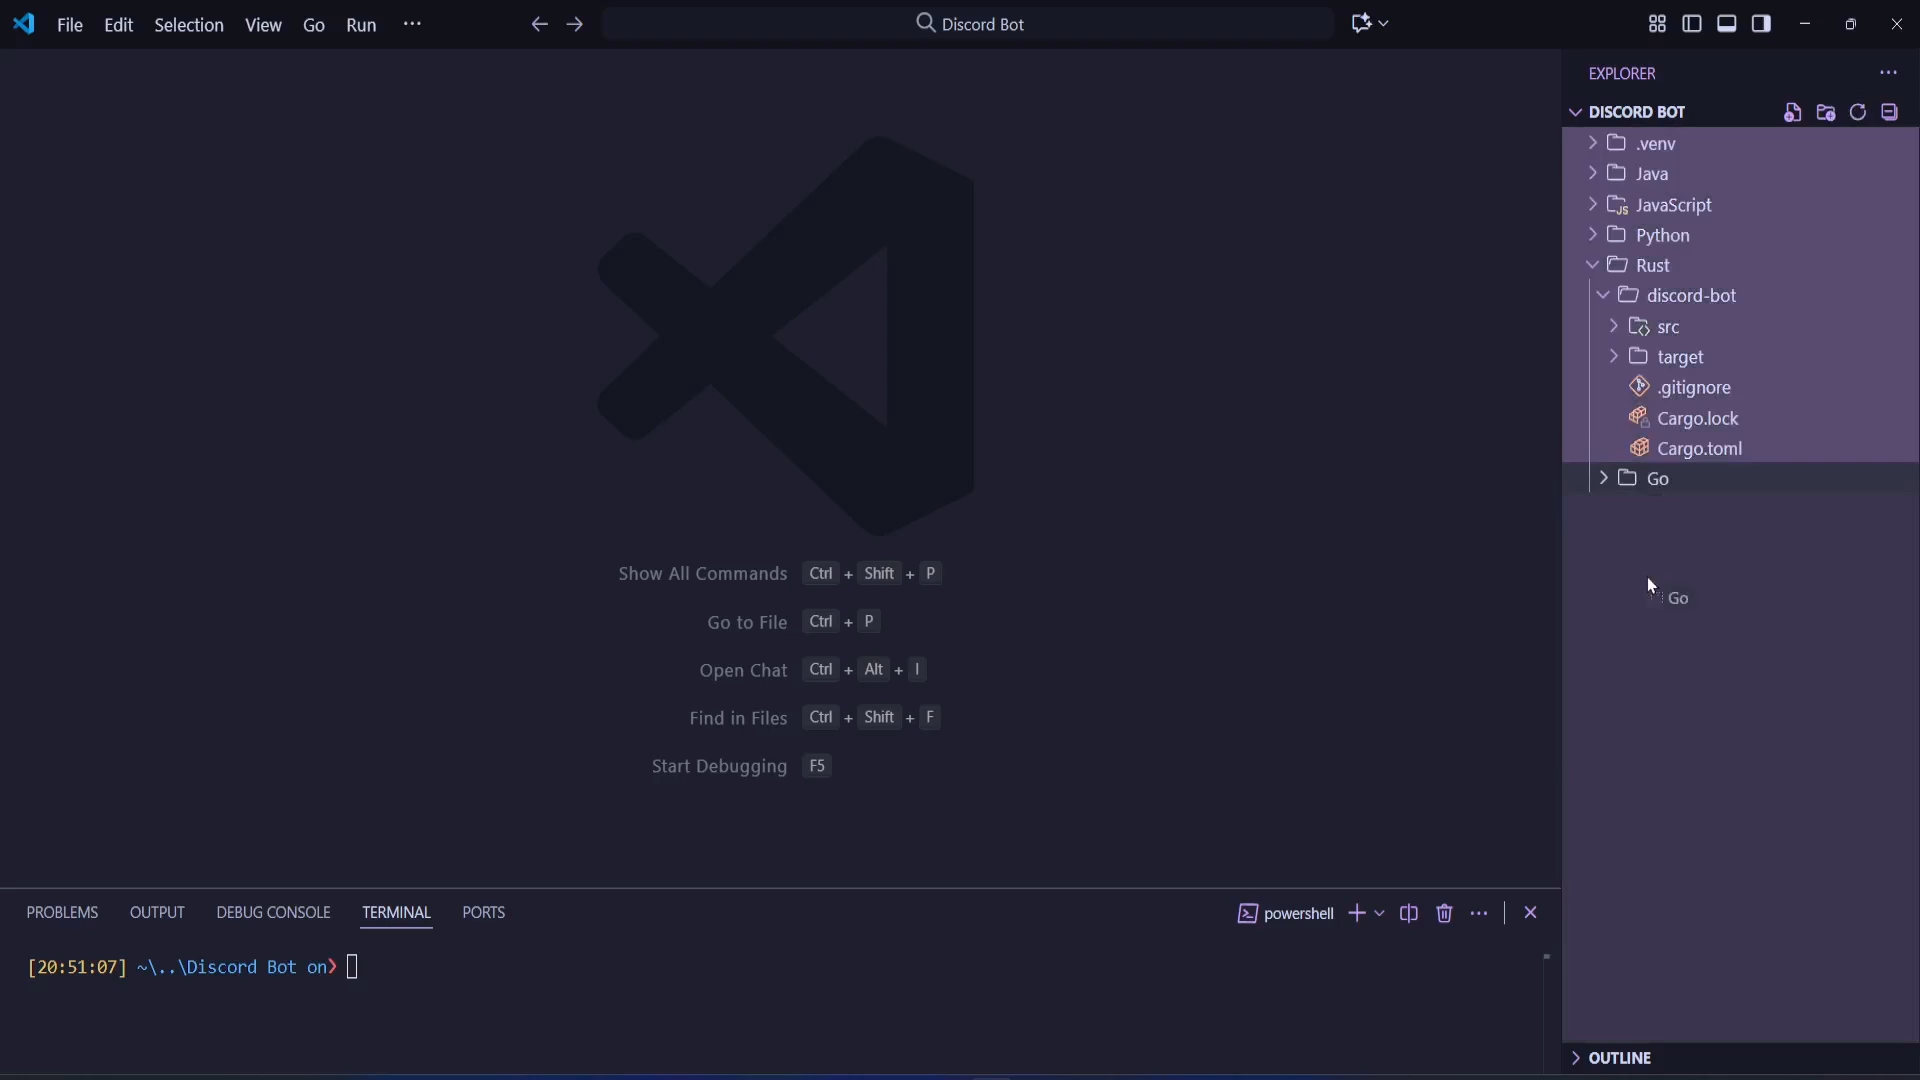 File Edit Selection View Go Run ··· Discord Bot
EXPLORER
DISCORD BOT
.venv
Java
JavaScript
Python
Rust
discord-bot
src
target
.gitignore
Cargo.lock
Cargo.toml
Go
Go
Show All Commands Ctrl + Shift + P
Go to File Ctrl + P
Open Chat Ctrl + Alt + I
Find in Files Ctrl + Shift + F
Start Debugging F5
PROBLEMS OUTPUT DEBUG CONSOLE TERMINAL PORTS powershell
[20:51:07] ~\..\Discord Bot on❯
OUTLINE